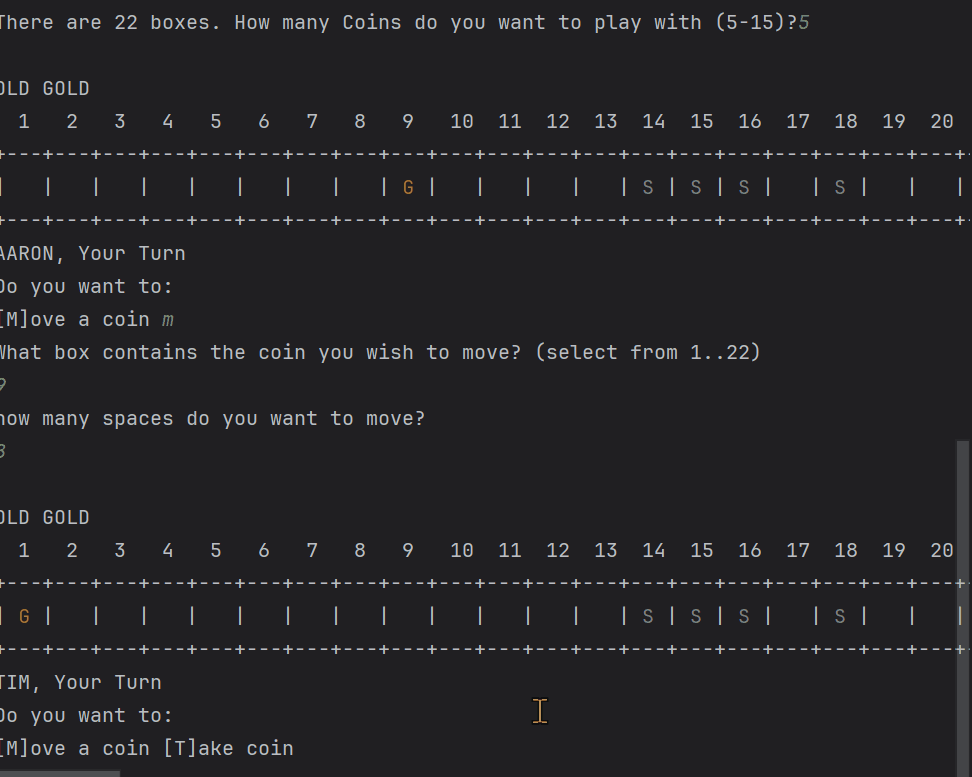 There are 22 boxes. How many Coins do you want to play with (5-15)?5
OLD GOLD
1 2 3 4 5 6 7 8 9 10 11 12 13 14 15 16 17 18 19 20
+---+---+---+---+---+---+---+---+---+---+---+---+---+---+---+---+---+---+---+---+-
|   |   |   |   |   |   |   |   | G |   |   |   |   | S | S | S |   | S |   |   |
+---+---+---+---+---+---+---+---+---+---+---+---+---+---+---+---+---+---+---+---+-
AARON, Your Turn
Do you want to:
[M]ove a coin m
What box contains the coin you wish to move? (select from 1..22)
9
how many spaces do you want to move?
8
OLD GOLD
1 2 3 4 5 6 7 8 9 10 11 12 13 14 15 16 17 18 19 20
+---+---+---+---+---+---+---+---+---+---+---+---+---+---+---+---+---+---+---+---+-
| G |   |   |   |   |   |   |   |   |   |   |   |   | S | S | S |   | S |   |   |
+---+---+---+---+---+---+---+---+---+---+---+---+---+---+---+---+---+---+---+---+-
TIM, Your Turn
Do you want to:
[M]ove a coin [T]ake coin